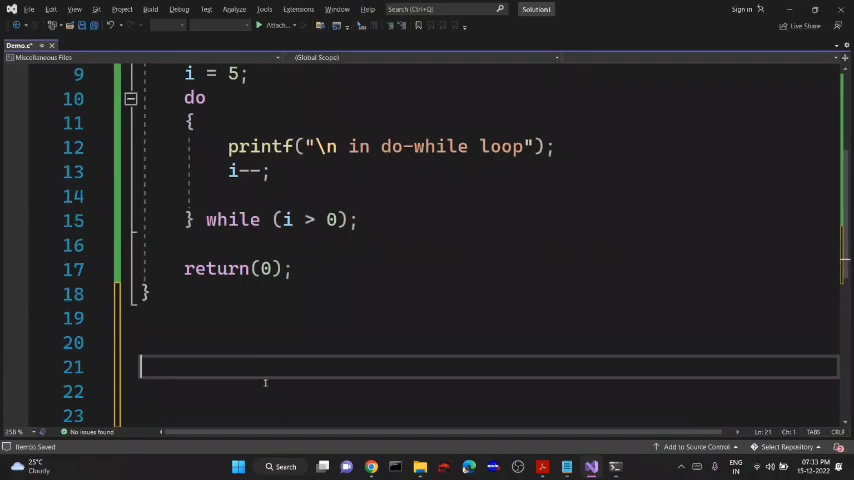 File Edit View Git Project Build Debug Test Analyze Tools Extensions Window Help Search (Ctrl+Q) Solution1 Sign in
Attach... Live Share
Demo.c*
Miscellaneous Files (Global Scope)
9 i = 5;
10 do
11 {
12 printf("\n in do-while loop");
13 i--;
14
15 } while (i > 0);
16
17 return(0);
18 }
19
20
21
22
23
258 % No issues found Ln: 21 Ch: 1 TABS CRLF
Item(s) Saved Add to Source Control Select Repository
25°C
Cloudy
Search
ENG
IN
07:33 PM
15-12-2022